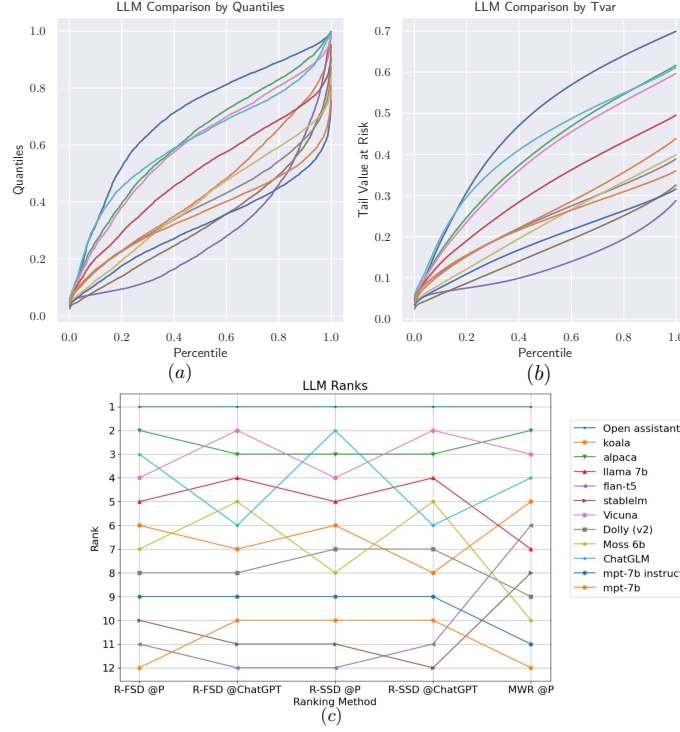 LLM Comparison by Quantiles
1.0
0.8
0.6
0.4
0.2
0.0
Quantiles
0.0 0.2 0.4 0.6 0.8 1.0
Percentile
(a)
LLM Comparison by Tvar
0.7
0.6
0.5
0.4
0.3
0.2
0.1
0.0
Tail Value at Risk
0.0 0.2 0.4 0.6 0.8 1.0
Percentile
(b)
LLM Ranks
1
2
3
4
5
6
7
8
9
10
11
12
Rank
R-FSD @P R-FSD @ChatGPT R-SSD @P R-SSD @ChatGPT MWR @P
Ranking Method
(c)
Open assistant
koala
alpaca
llama 7b
flan-t5
stablelm
Vicuna
Dolly (v2)
Moss 6b
ChatGLM
mpt-7b instruct
mpt-7b